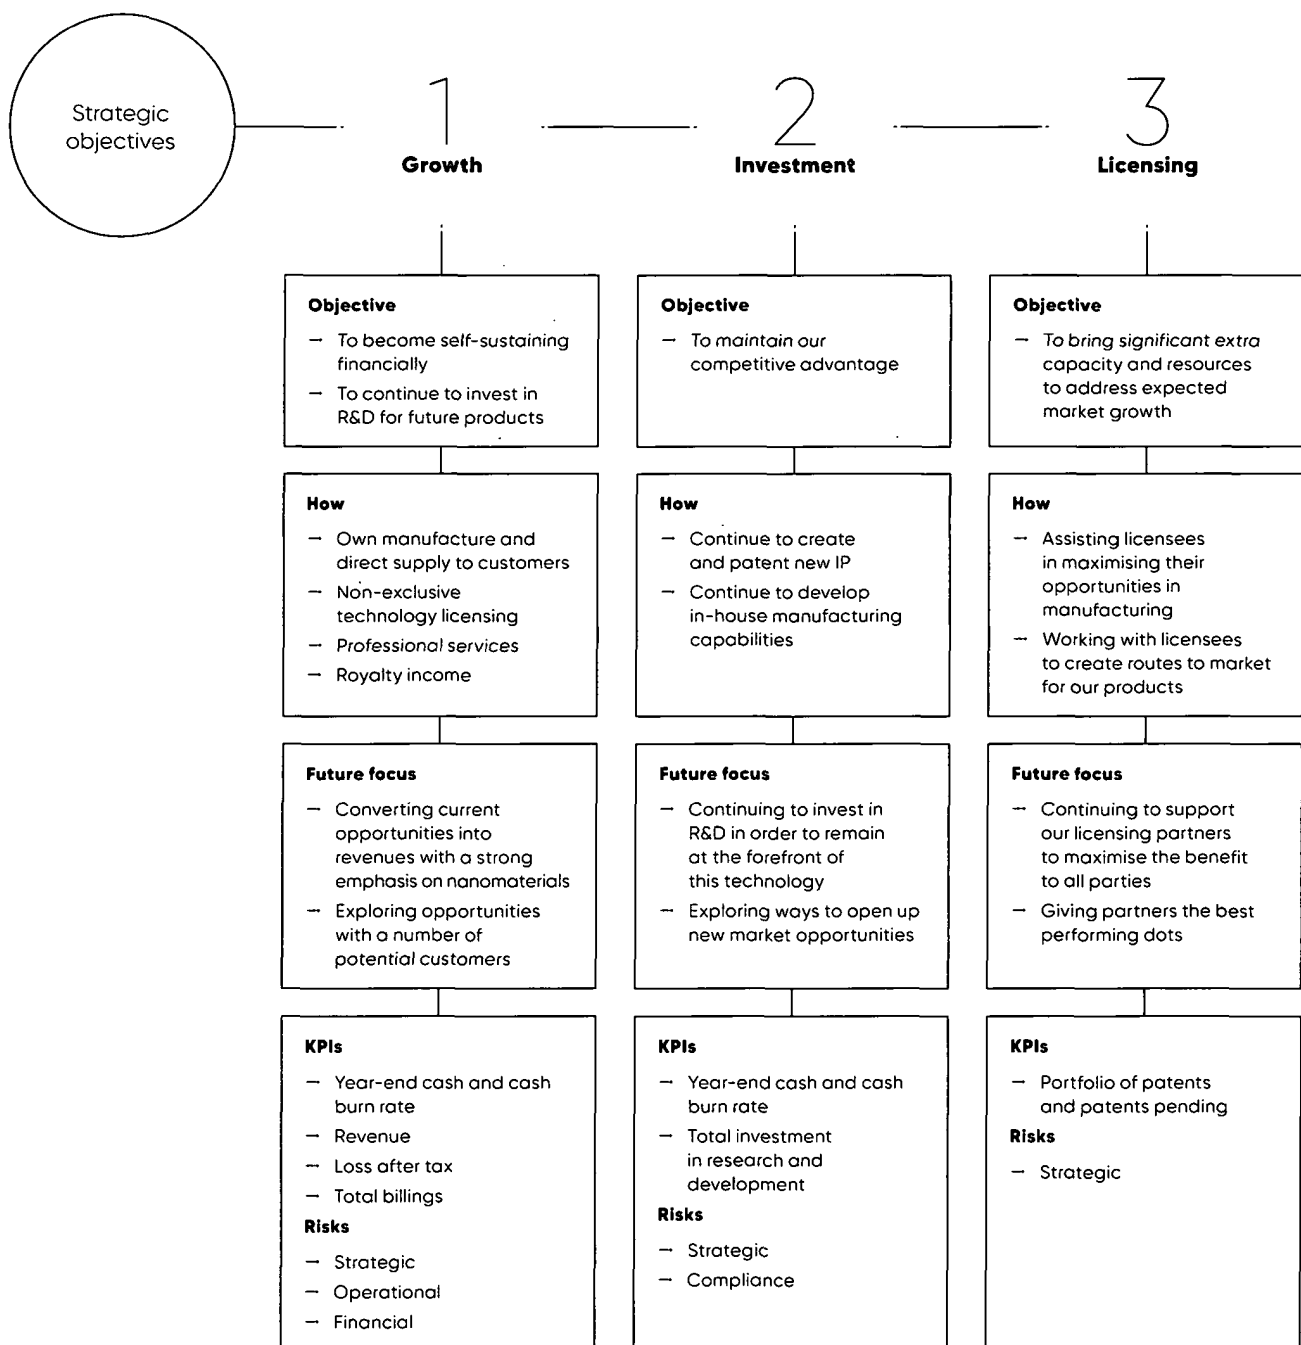 Strategic
objectives
1
Growth
2
Investment
3
Licensing
Objective
— To become self-sustaining
financially
— To continue to invest in
R&D for future products
How
— Own manufacture and
direct supply to customers
— Non-exclusive
technology licensing
— Professional services
— Royalty income
Future focus
— Converting current
opportunities into
revenues with a strong
emphasis on nanomaterials
— Exploring opportunities
with a number of
potential customers
KPIs
— Year-end cash and cash
burn rate
— Revenue
— Loss after tax
— Total billings
Risks
— Strategic
— Operational
— Financial
Objective
— To maintain our
competitive advantage
How
— Continue to create
and patent new IP
— Continue to develop
in-house manufacturing
capabilities
Future focus
— Continuing to invest in
R&D in order to remain
at the forefront of
this technology
— Exploring ways to open up
new market opportunities
KPIs
— Year-end cash and cash
burn rate
— Total investment
in research and
development
Risks
— Strategic
— Compliance
Objective
— To bring significant extra
capacity and resources
to address expected
market growth
How
— Assisting licensees
in maximising their
opportunities in
manufacturing
— Working with licensees
to create routes to market
for our products
Future focus
— Continuing to support
our licensing partners
to maximise the benefit
to all parties
— Giving partners the best
performing dots
KPIs
— Portfolio of patents
and patents pending
Risks
— Strategic